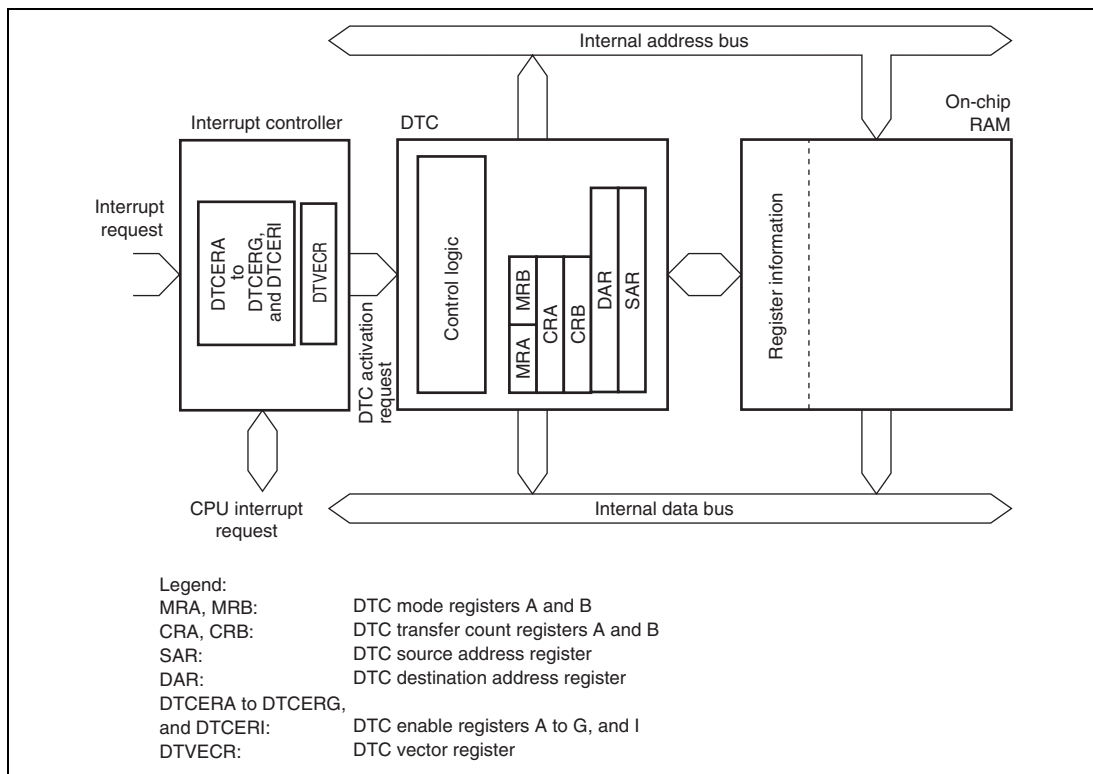 Internal address bus
On-chip
RAM
Interrupt controller
DTC
Interrupt
request
DTCERA
to
DTCERG,
and DTCERI
DTVECR
DTC activation
request
Control logic
MRA
MRB
CRA
CRB
DAR
SAR
Register information
CPU interrupt
request
Internal data bus
Legend:
MRA, MRB: DTC mode registers A and B
CRA, CRB: DTC transfer count registers A and B
SAR: DTC source address register
DAR: DTC destination address register
DTCERA to DTCERG,
and DTCERI: DTC enable registers A to G, and I
DTVECR: DTC vector register